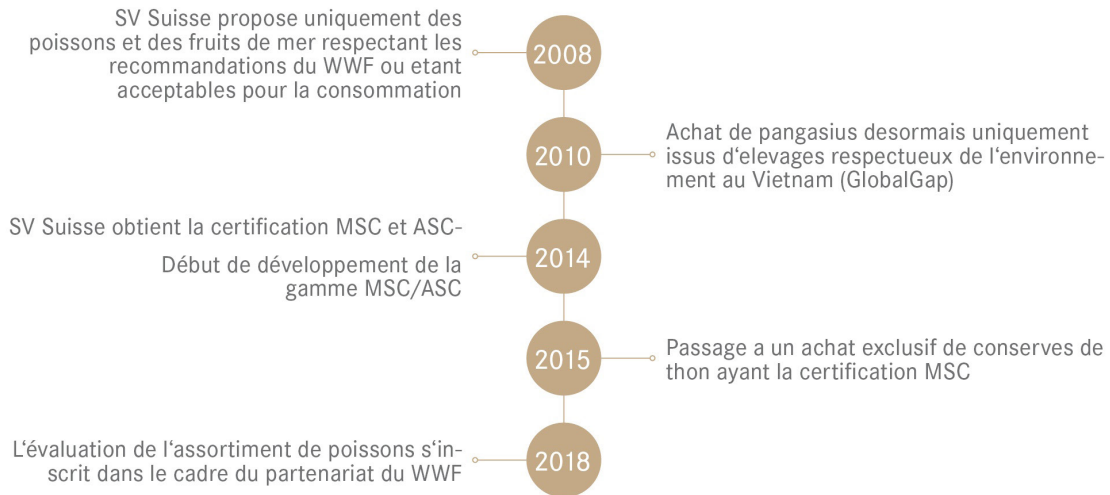 SV Suisse propose uniquement des
poissons et des fruits de mer respectant les
recommandations du WWF ou etant
acceptables pour la consommation
2008
2010
Achat de pangasius desormais uniquement
issus d‘elevages respectueux de l‘environne-
ment au Vietnam (GlobalGap)
SV Suisse obtient la certification MSC et ASC-
Début de développement de la
gamme MSC/ASC
2014
2015
Passage a un achat exclusif de conserves de
thon ayant la certification MSC
L‘évaluation de l‘assortiment de poissons s‘in-
scrit dans le cadre du partenariat du WWF
2018